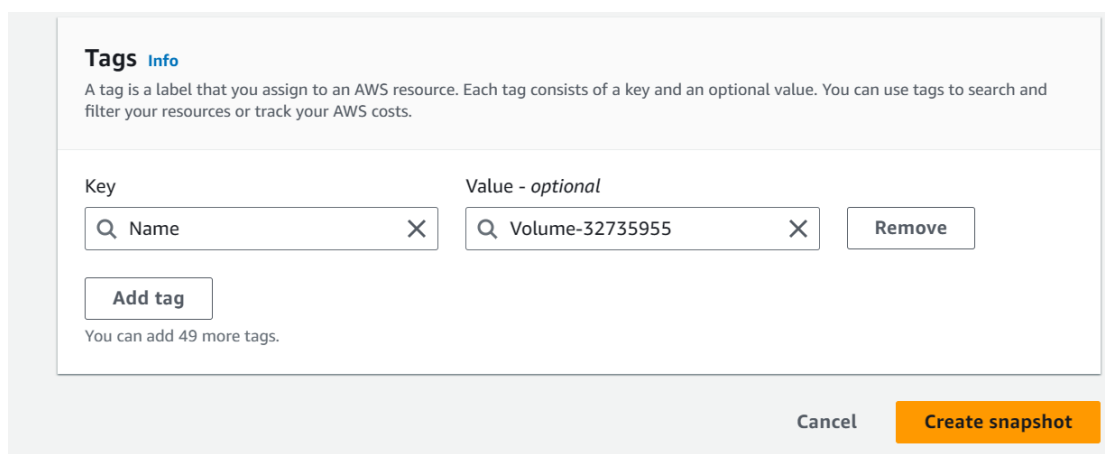 Tags Info
A tag is a label that you assign to an AWS resource. Each tag consists of a key and an optional value. You can use tags to search and
filter your resources or track your AWS costs.
Key
Value - optional
Name
Volume-32735955
Remove
Add tag
You can add 49 more tags.
Cancel
Create snapshot